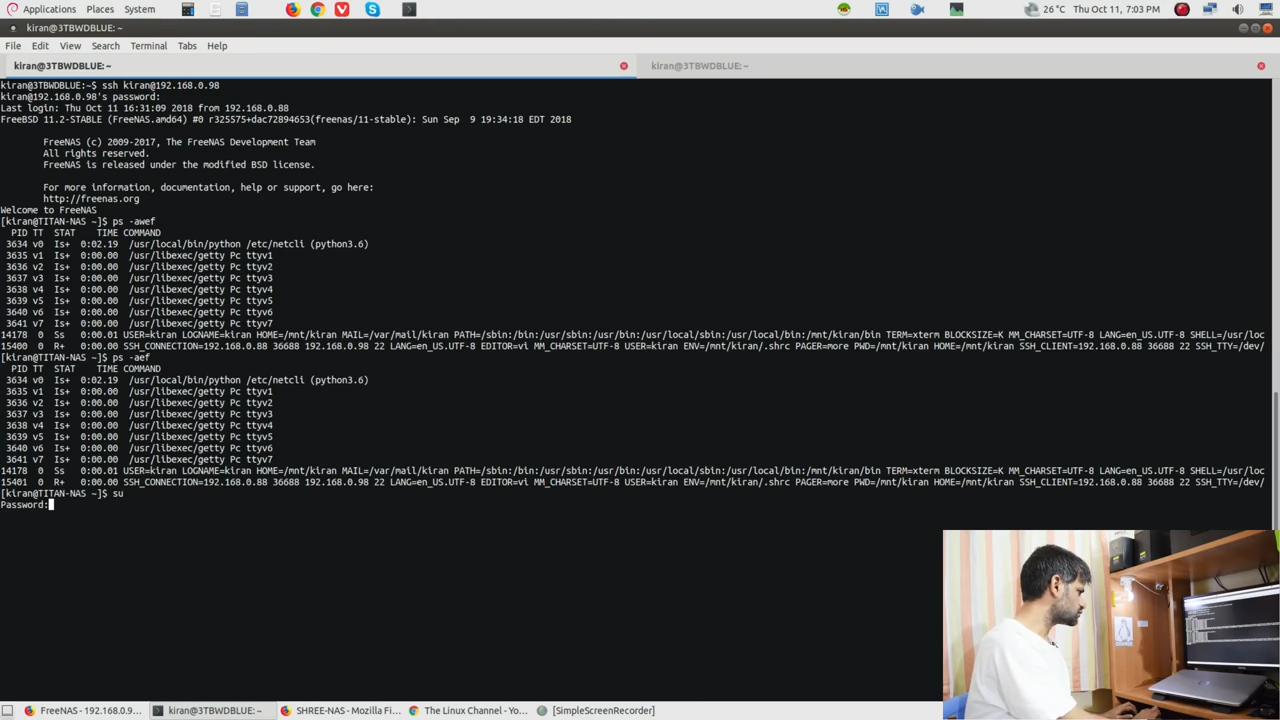 Applications Places System 26 °C Thu Oct 11, 7:03 PM
kiran@3TBWDBLUE: ~
File Edit View Search Terminal Tabs Help
kiran@3TBWDBLUE: ~ kiran@3TBWDBLUE: ~
kiran@3TBWDBLUE:~$ ssh kiran@192.168.0.98
kiran@192.168.0.98's password:
Last login: Thu Oct 11 16:31:09 2018 from 192.168.0.88
FreeBSD 11.2-STABLE (FreeNAS.amd64) #0 r325575+dac72894653(freenas/11-stable): Sun Sep  9 19:34:18 EDT 2018
FreeNAS (c) 2009-2017, The FreeNAS Development Team
All rights reserved.
FreeNAS is released under the modified BSD license.
For more information, documentation, help or support, go here:
http://freenas.org
Welcome to FreeNAS
[kiran@TITAN-NAS ~]$ ps -awef
PID TT  STAT    TIME COMMAND
3634 v0  Is+  0:02.19 /usr/local/bin/python /etc/netcli (python3.6)
3635 v1  Is+  0:00.00 /usr/libexec/getty Pc ttyv1
3636 v2  Is+  0:00.00 /usr/libexec/getty Pc ttyv2
3637 v3  Is+  0:00.00 /usr/libexec/getty Pc ttyv3
3638 v4  Is+  0:00.00 /usr/libexec/getty Pc ttyv4
3639 v5  Is+  0:00.00 /usr/libexec/getty Pc ttyv5
3640 v6  Is+  0:00.00 /usr/libexec/getty Pc ttyv6
3641 v7  Is+  0:00.00 /usr/libexec/getty Pc ttyv7
14178  0  Ss   0:00.01 USER=kiran LOGNAME=kiran HOME=/mnt/kiran MAIL=/var/mail/kiran PATH=/sbin:/bin:/usr/sbin:/usr/bin:/usr/local/sbin:/usr/local/bin:/mnt/kiran/bin TERM=xterm BLOCKSIZE=K MM_CHARSET=UTF-8 LANG=en_US.UTF-8 SHELL=/usr/loc
15400  0  R+   0:00.00 SSH_CONNECTION=192.168.0.88 36688 192.168.0.98 22 LANG=en_US.UTF-8 EDITOR=vi MM_CHARSET=UTF-8 USER=kiran ENV=/mnt/kiran/.shrc PAGER=more PWD=/mnt/kiran HOME=/mnt/kiran SSH_CLIENT=192.168.0.88 36688 22 SSH_TTY=/dev/
[kiran@TITAN-NAS ~]$ ps -aef
PID TT  STAT    TIME COMMAND
3634 v0  Is+  0:02.19 /usr/local/bin/python /etc/netcli (python3.6)
3635 v1  Is+  0:00.00 /usr/libexec/getty Pc ttyv1
3636 v2  Is+  0:00.00 /usr/libexec/getty Pc ttyv2
3637 v3  Is+  0:00.00 /usr/libexec/getty Pc ttyv3
3638 v4  Is+  0:00.00 /usr/libexec/getty Pc ttyv4
3639 v5  Is+  0:00.00 /usr/libexec/getty Pc ttyv5
3640 v6  Is+  0:00.00 /usr/libexec/getty Pc ttyv6
3641 v7  Is+  0:00.00 /usr/libexec/getty Pc ttyv7
14178  0  Ss   0:00.01 USER=kiran LOGNAME=kiran HOME=/mnt/kiran MAIL=/var/mail/kiran PATH=/sbin:/bin:/usr/sbin:/usr/bin:/usr/local/sbin:/usr/local/bin:/mnt/kiran/bin TERM=xterm BLOCKSIZE=K MM_CHARSET=UTF-8 LANG=en_US.UTF-8 SHELL=/usr/loc
15401  0  R+   0:00.00 SSH_CONNECTION=192.168.0.88 36688 192.168.0.98 22 LANG=en_US.UTF-8 EDITOR=vi MM_CHARSET=UTF-8 USER=kiran ENV=/mnt/kiran/.shrc PAGER=more PWD=/mnt/kiran HOME=/mnt/kiran SSH_CLIENT=192.168.0.88 36688 22 SSH_TTY=/dev/
[kiran@TITAN-NAS ~]$ su
Password:
FreeNAS - 192.168.0.9... kiran@3TBWDBLUE: ~ SHREE-NAS - Mozilla Fi... The Linux Channel - Yo... [SimpleScreenRecorder]